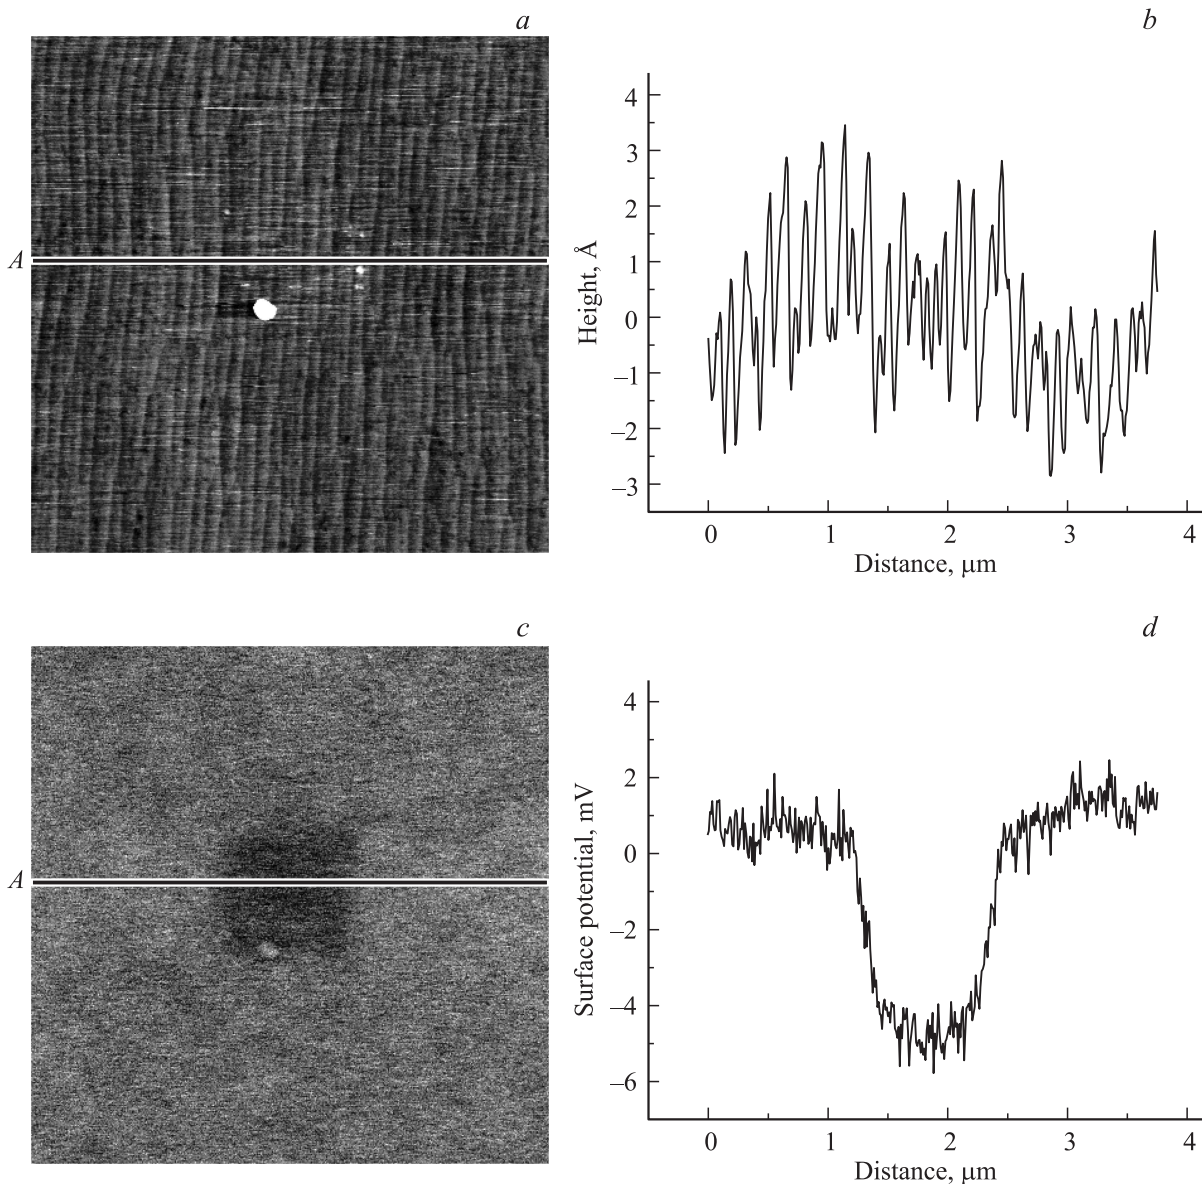 a
b
A
Height, Å
4
3
2
1
0
–1
–2
–3
0 1 2 3 4
Distance, μm
c
d
A
Surface potential, mV
4
2
0
–2
–4
–6
0 1 2 3 4
Distance, μm